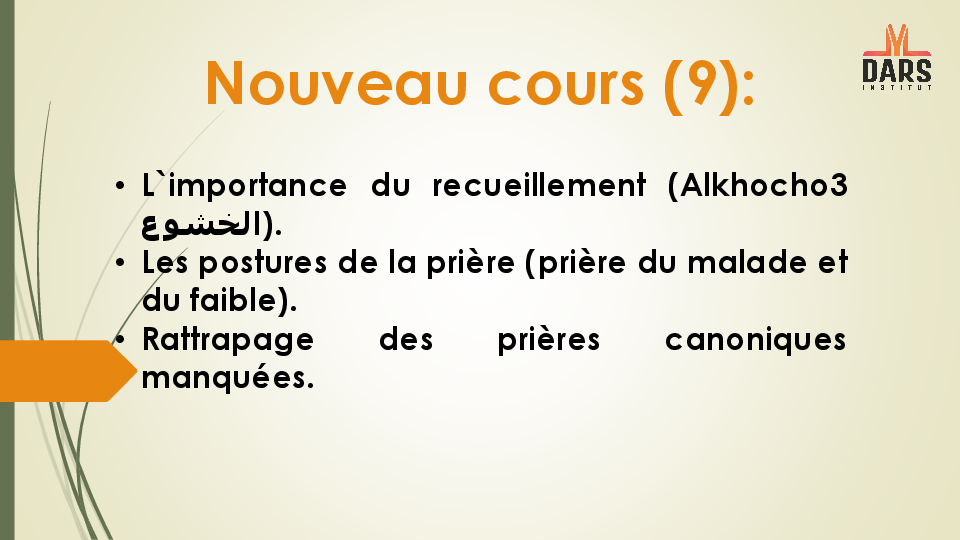 Nouveau cours (9):
DARS
INSTITUT
• L`importance du recueillement (Alkhocho3
الخشوع).
• Les postures de la prière (prière du malade et
du faible).
• Rattrapage des prières canoniques
manquées.